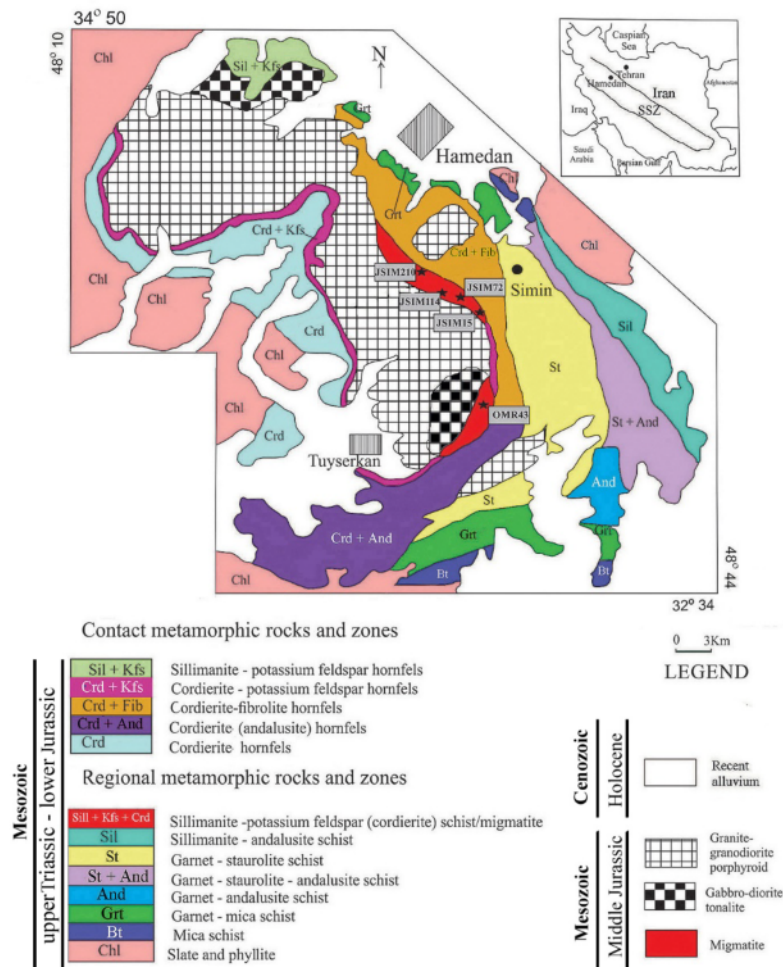 34 50
48° 10
Chl
Sil + Kfs
N
Caspian
Sea
Tehran
Hamedan
Afghanistan
Iran
Iraq
SSZ
Saudi
Arabia
Persian Gulf
Grt
Hamedan
Chl
Chl
Grt
Crd + Kfs
Crd + Fib
Chl
JSIM210
JSIM72
Simin
JSIM114
JSIM15
Chl
Crd
Sil
Chl
St
Chl
OMR43
St + And
Crd
Tuyserkan
And
St
Crd + And
Grt
Grt
Chl
Bt
Bt
48° 44
32° 34
Contact metamorphic rocks and zones
0 3Km
LEGEND
Sil + Kfs Sillimanite - potassium feldspar hornfels
Crd + Kfs Cordierite - potassium feldspar hornfels
Crd + Fib Cordierite-fibrolite hornfels
Crd + And Cordierite (andalusite) hornfels
Crd Cordierite hornfels
Mesozoic
upperTriassic - lower Jurassic
Regional metamorphic rocks and zones
Sill + Kfs + Crd Sillimanite -potassium feldspar (cordierite) schist/migmatite
Sil Sillimanite - andalusite schist
St Garnet - staurolite schist
St + And Garnet - staurolite - andalusite schist
And Garnet - andalusite schist
Grt Garnet - mica schist
Bt Mica schist
Chl Slate and phyllite
Cenozoic
Holocene
Recent
alluvium
Mesozoic
Middle Jurassic
Granite-
granodiorite
porphyroid
Gabbro-diorite
tonalite
Migmatite